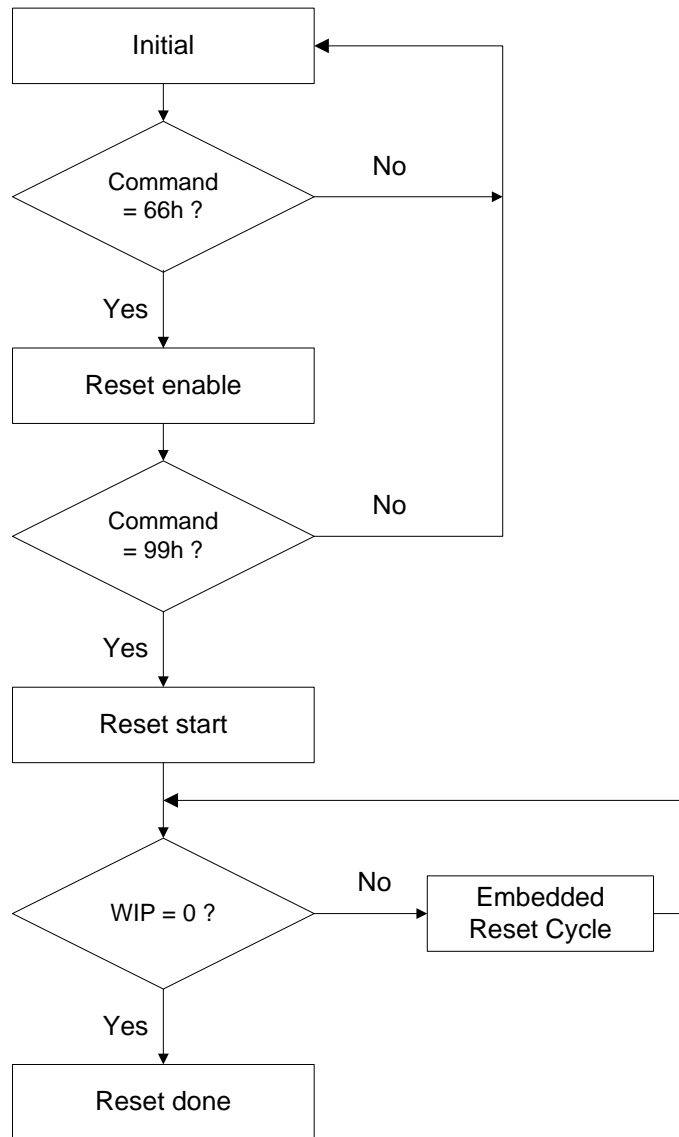 Initial
Command
= 66h ?
No
Yes
Reset enable
Command
= 99h ?
No
Yes
Reset start
WIP = 0 ?
No
Embedded
Reset Cycle
Yes
Reset done